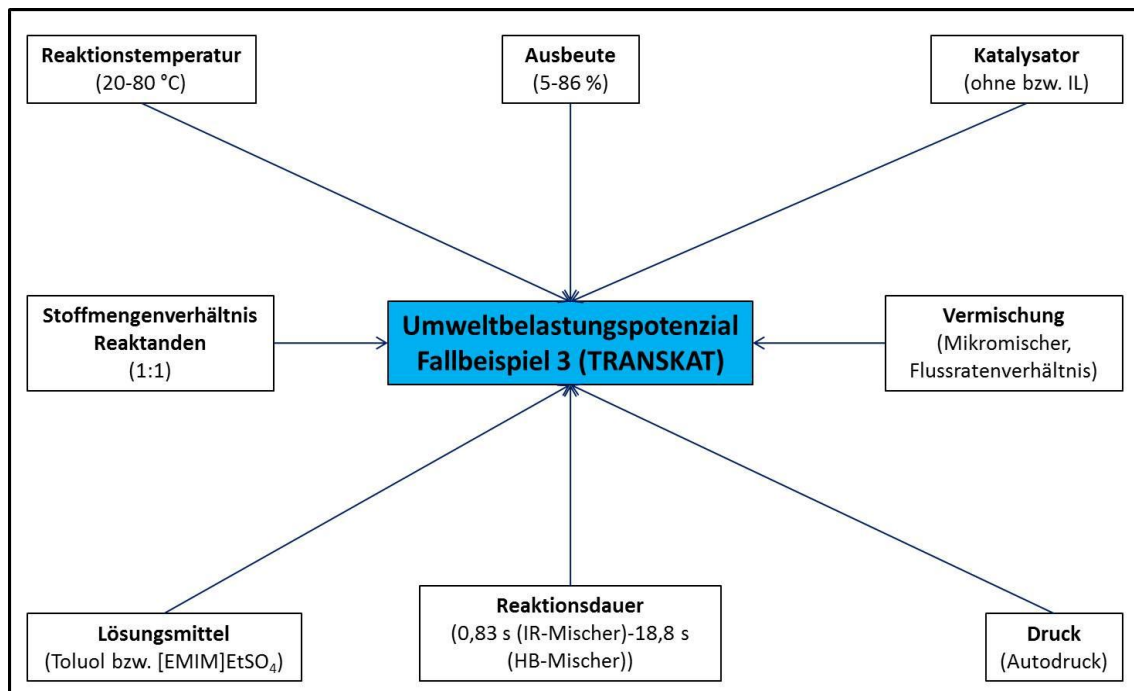 Reaktionstemperatur
(20-80 °C)
Ausbeute
(5-86 %)
Katalysator
(ohne bzw. IL)
Stoffmengenverhältnis
Reaktanden
(1:1)
Umweltbelastungspotenzial
Fallbeispiel 3 (TRANSKAT)
Vermischung
(Mikromischer,
Flussratenverhältnis)
Lösungsmittel
(Toluol bzw. [EMIM]EtSO₄)
Reaktionsdauer
(0,83 s (IR-Mischer)-18,8 s
(HB-Mischer))
Druck
(Autodruck)